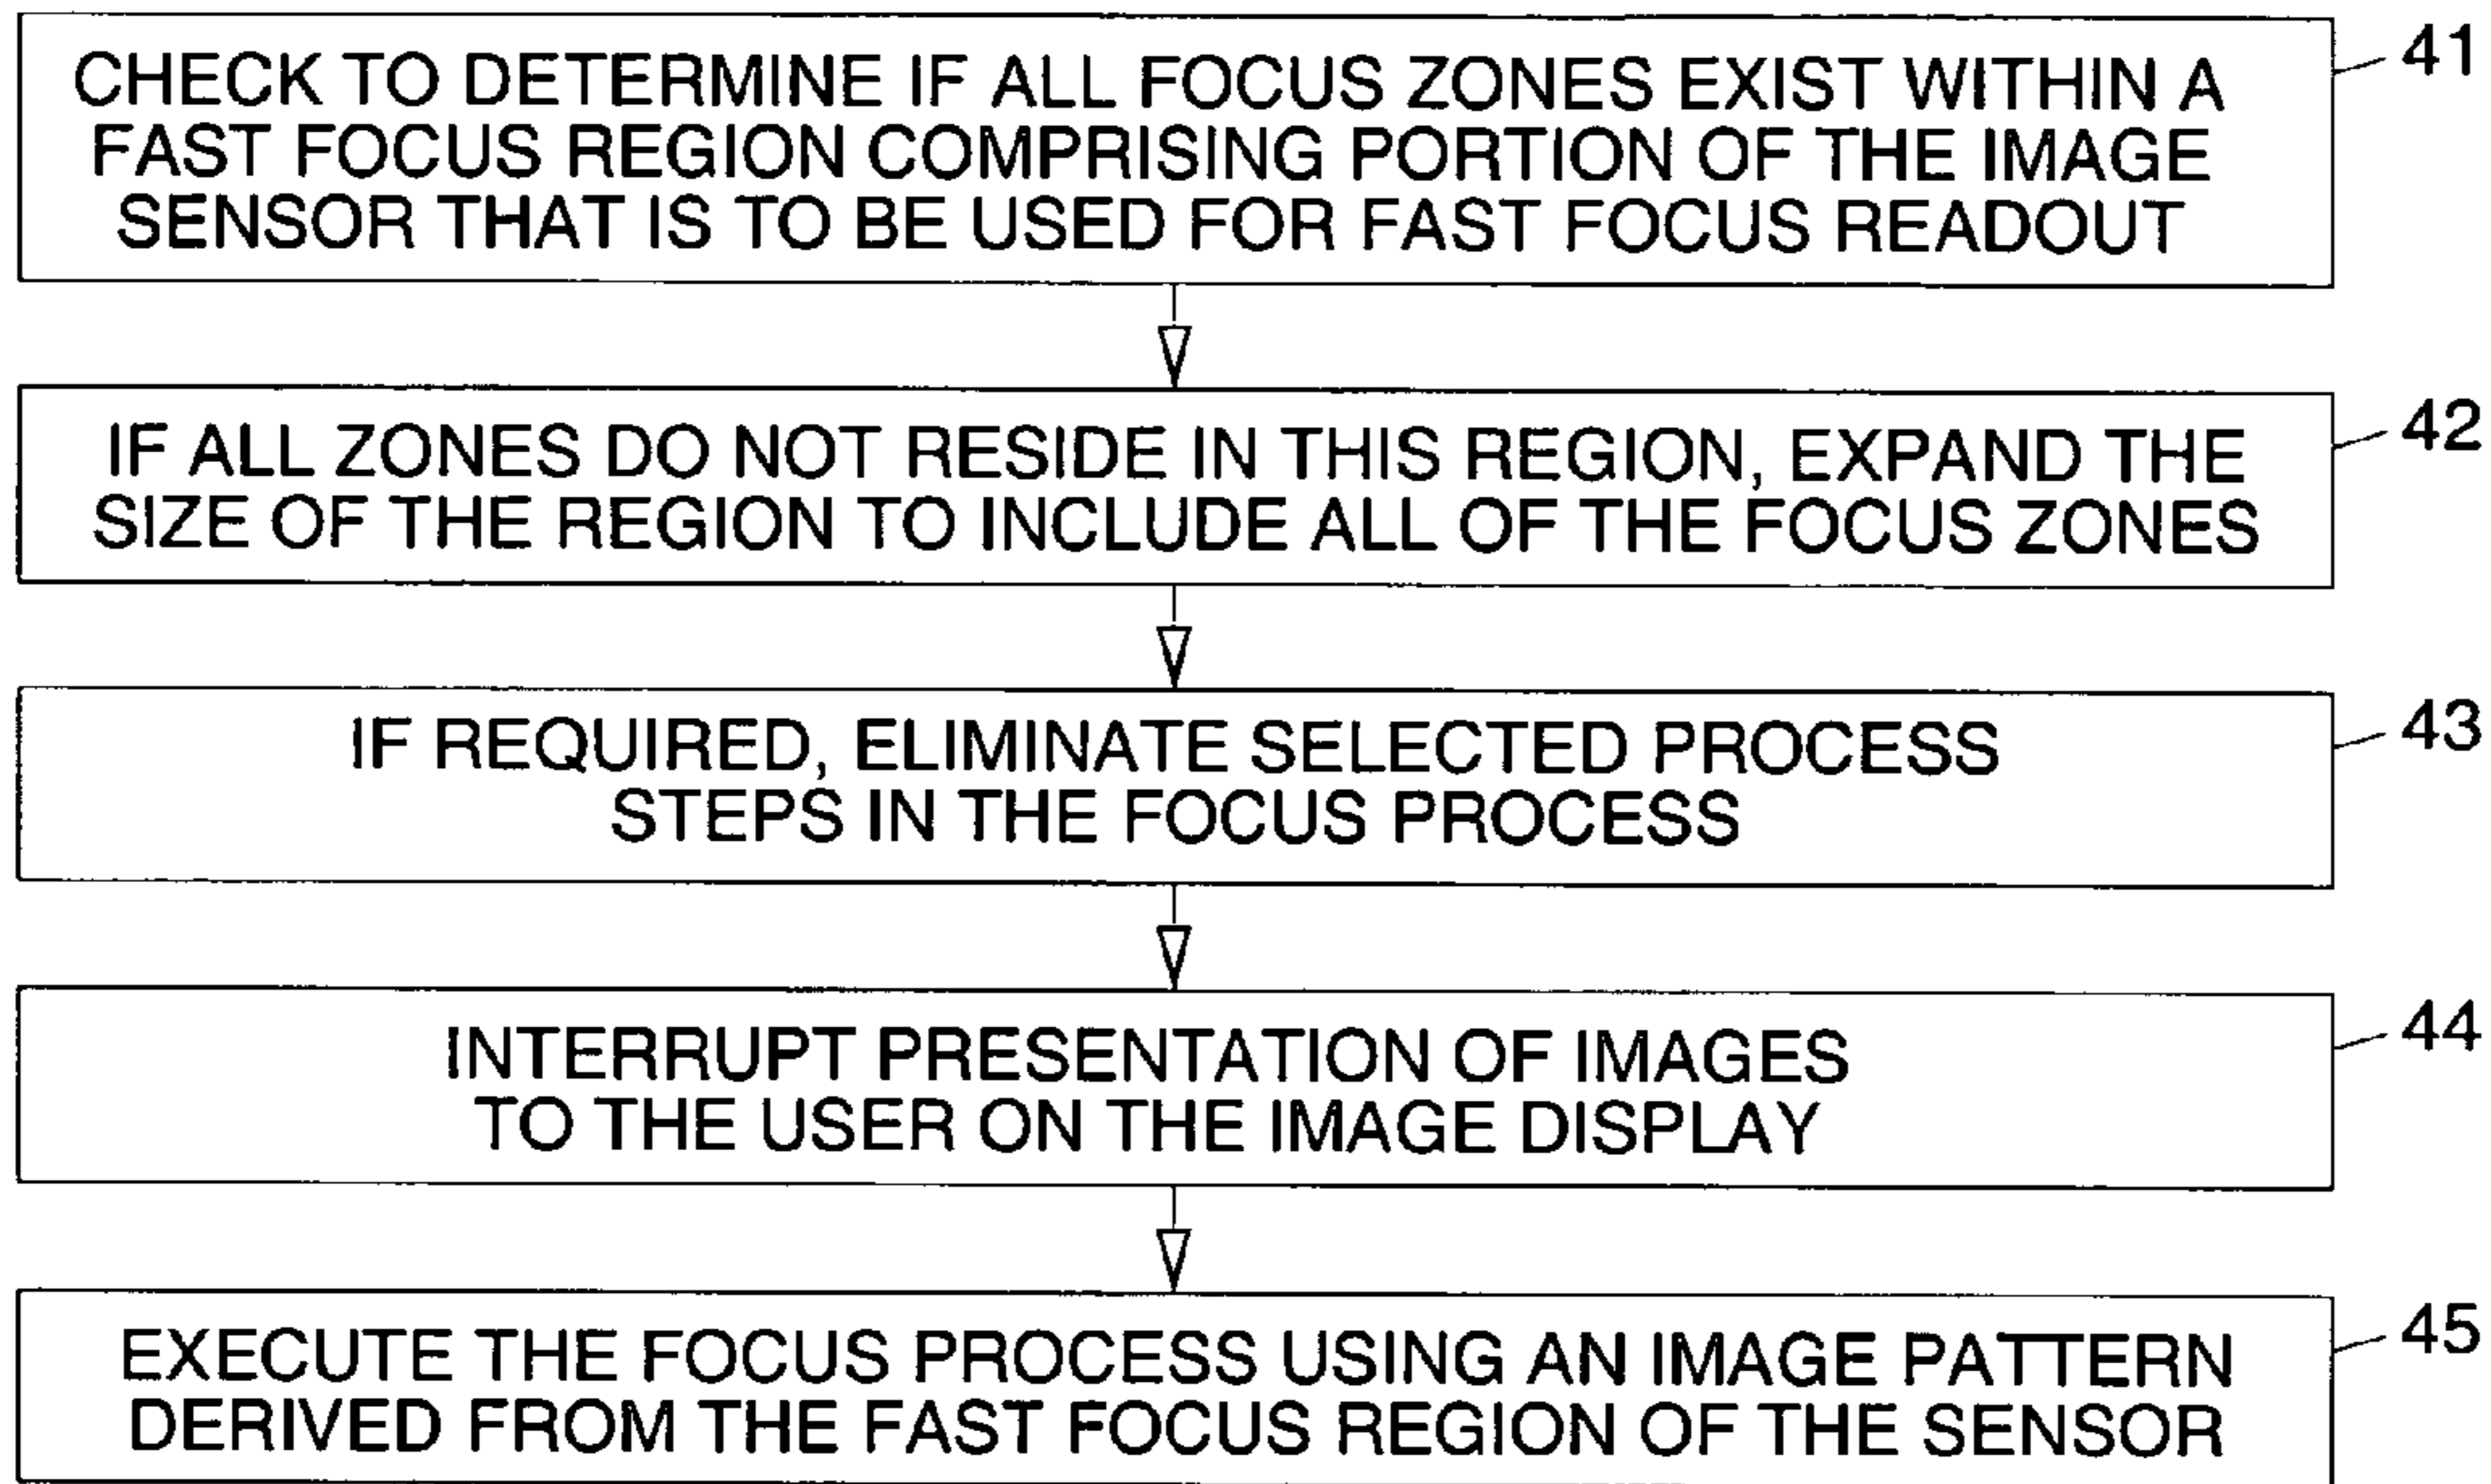 CHECK TO DETERMINE IF ALL FOCUS ZONES EXIST WITHIN A
FAST FOCUS REGION COMPRISING PORTION OF THE IMAGE
SENSOR THAT IS TO BE USED FOR FAST FOCUS READOUT
41
IF ALL ZONES DO NOT RESIDE IN THIS REGION, EXPAND THE
SIZE OF THE REGION TO INCLUDE ALL OF THE FOCUS ZONES
42
IF REQUIRED, ELIMINATE SELECTED PROCESS
STEPS IN THE FOCUS PROCESS
43
INTERRUPT PRESENTATION OF IMAGES
TO THE USER ON THE IMAGE DISPLAY
44
EXECUTE THE FOCUS PROCESS USING AN IMAGE PATTERN
DERIVED FROM THE FAST FOCUS REGION OF THE SENSOR
45